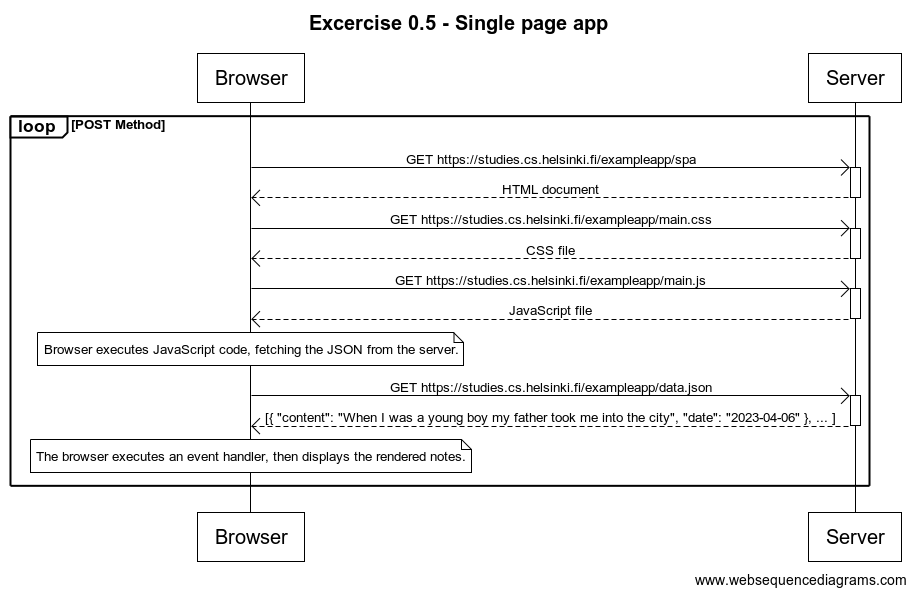 Excercise 0.5 - Single page app
Browser
Server
loop
[POST Method]
GET https://studies.cs.helsinki.fi/exampleapp/spa
HTML document
GET https://studies.cs.helsinki.fi/exampleapp/main.css
CSS file
GET https://studies.cs.helsinki.fi/exampleapp/main.js
JavaScript file
Browser executes JavaScript code, fetching the JSON from the server.
GET https://studies.cs.helsinki.fi/exampleapp/data.json
[{ "content": "When I was a young boy my father took me into the city", "date": "2023-04-06" }, ... ]
The browser executes an event handler, then displays the rendered notes.
Browser
Server
www.websequencediagrams.com